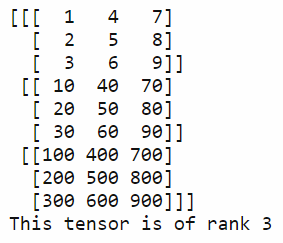 [[[  1   4   7]
  [  2   5   8]
  [  3   6   9]]
 [[ 10  40  70]
  [ 20  50  80]
  [ 30  60  90]]
 [[100 400 700]
  [200 500 800]
  [300 600 900]]]
This tensor is of rank 3